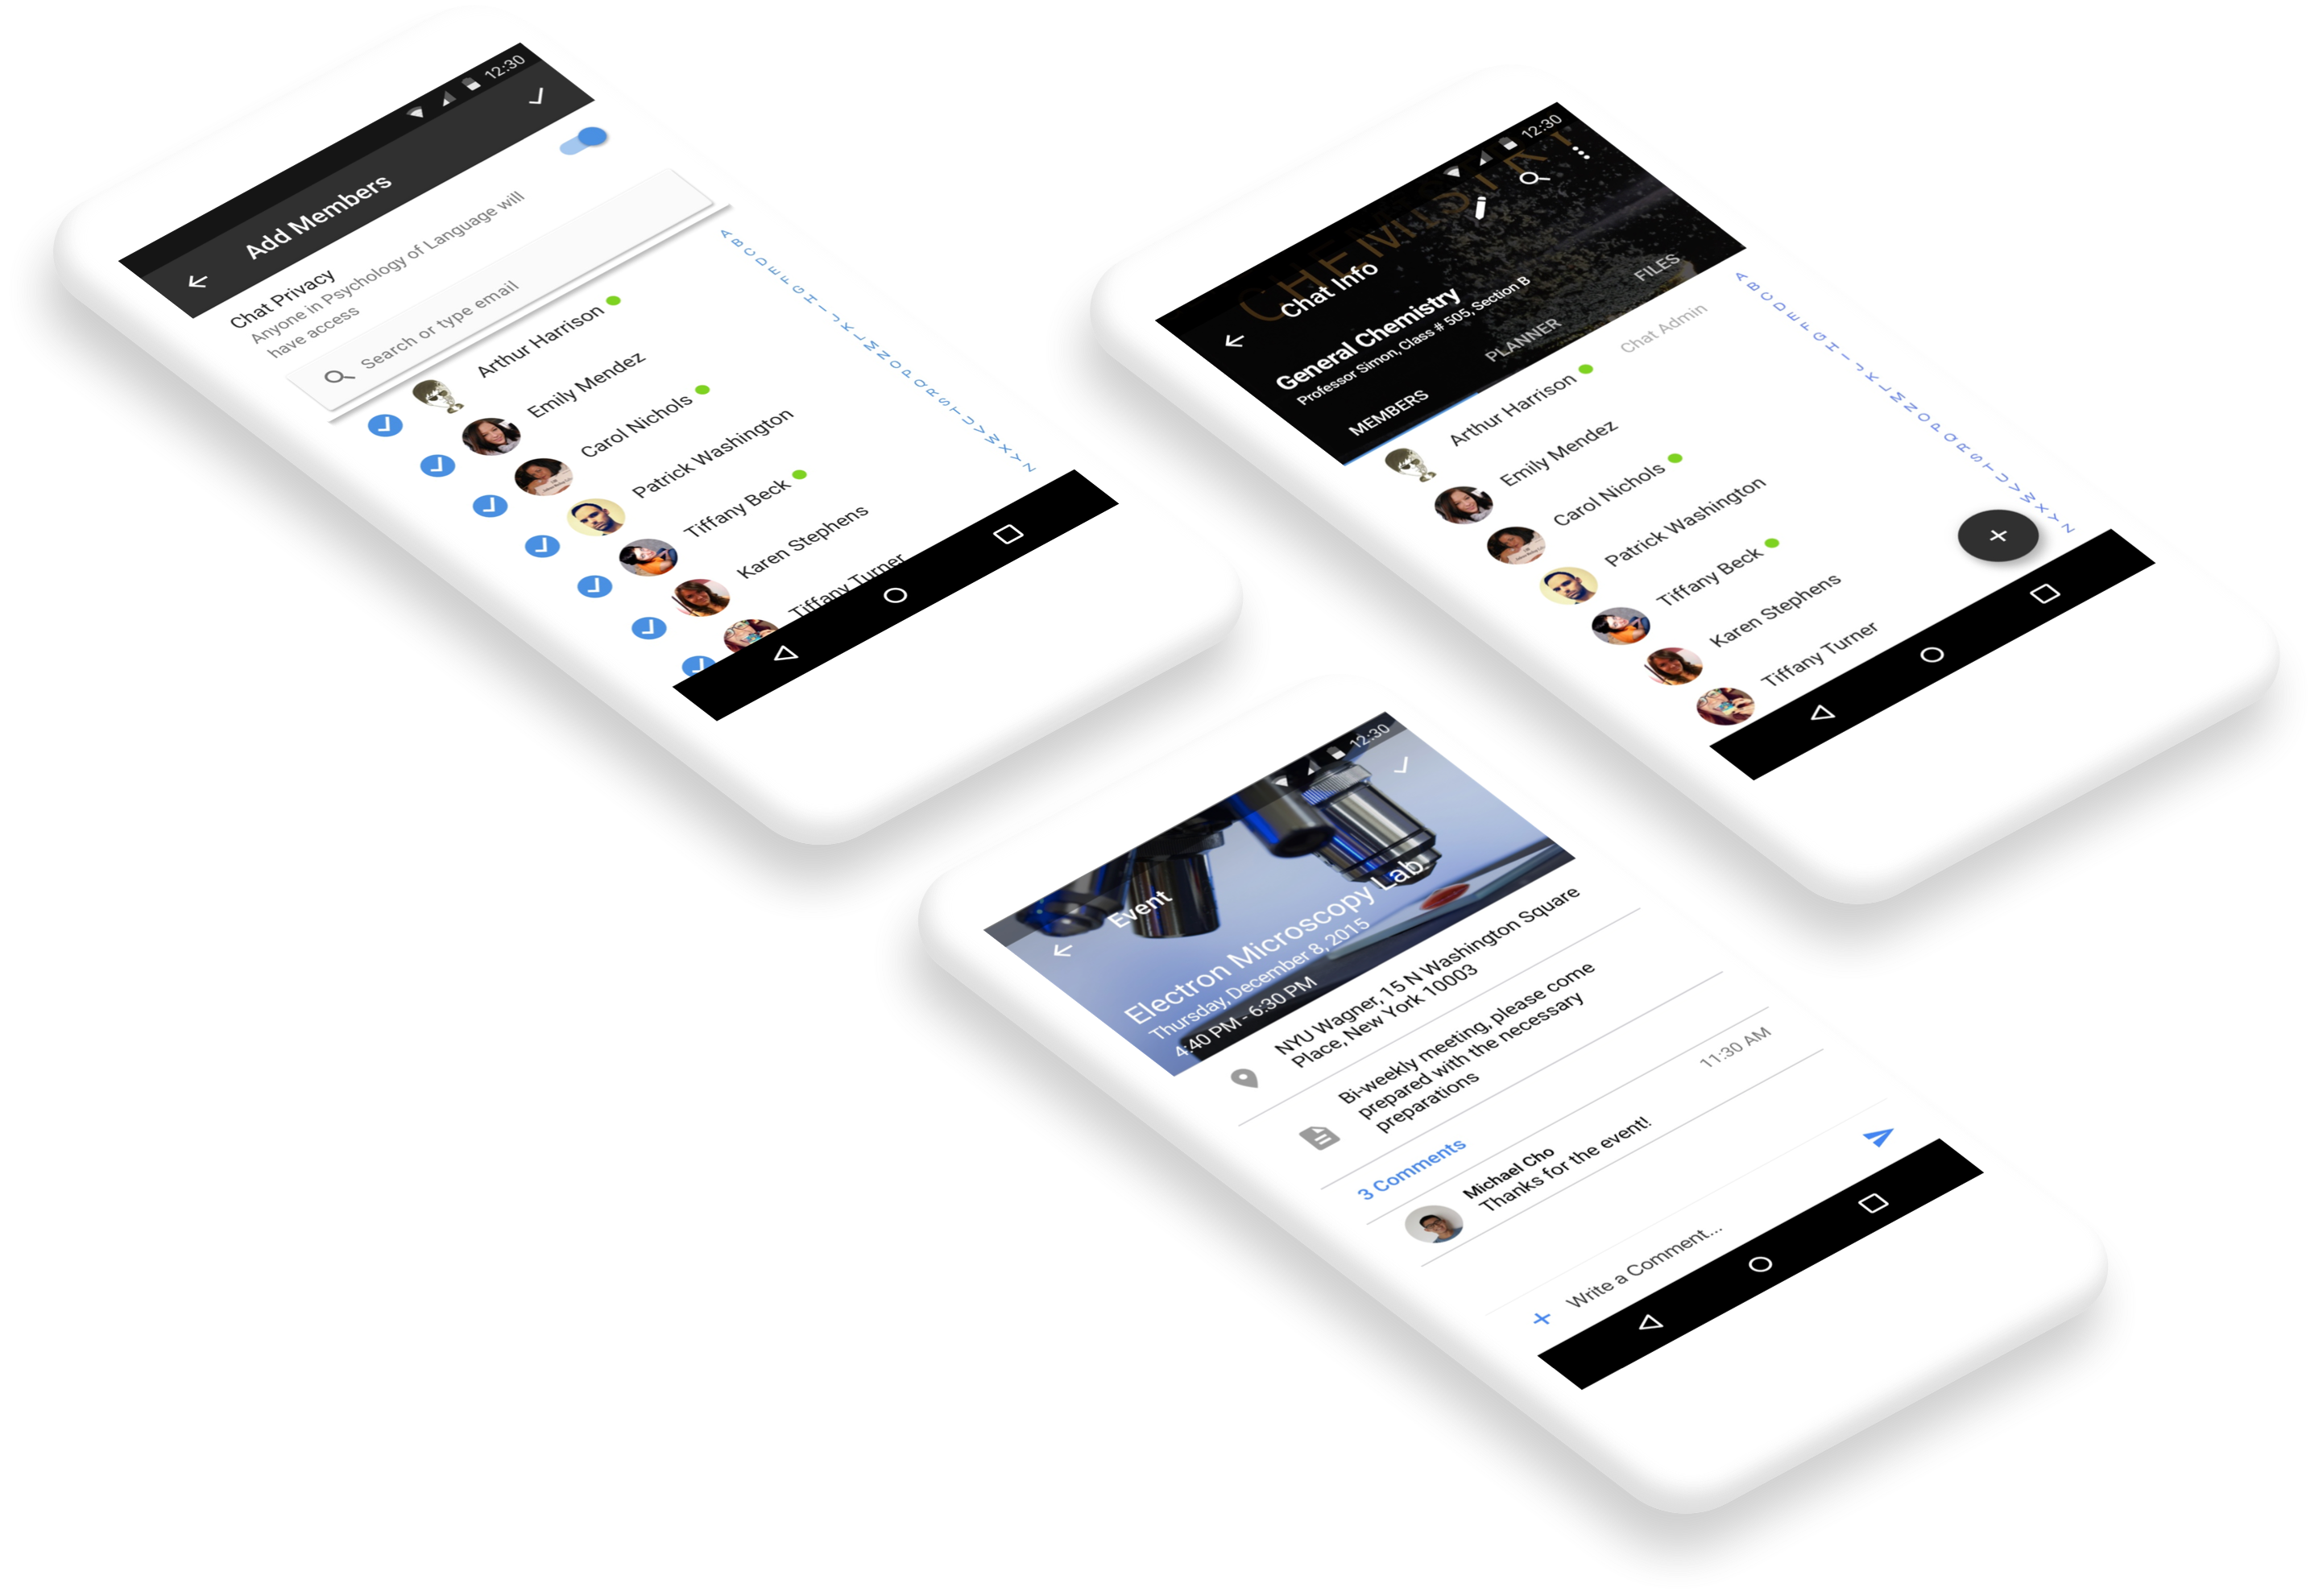 12:30
Add Members
Chat Privacy
Anyone in Psychology of Language will
have access
Search or type email
Arthur Harrison
Emily Mendez
Carol Nichols
Patrick Washington
Tiffany Beck
Karen Stephens
Tiffany Turner
A
B
C
D
E
F
G
H
I
J
K
L
M
N
O
P
Q
R
S
T
U
V
W
X
Y
Z
12:30
CHEMISTRY
Chat Info
General Chemistry
Professor Simon, Class # 505, Section B
MEMBERS
PLANNER
FILES
Arthur Harrison
Chat Admin
Emily Mendez
Carol Nichols
Patrick Washington
Tiffany Beck
Karen Stephens
Tiffany Turner
A
B
C
D
E
F
G
H
I
J
K
L
M
N
O
P
Q
R
S
T
U
V
W
X
Y
Z
12:30
Event
Electron Microscopy Lab
Thursday, December 8, 2015
4:40 PM - 6:30 PM
NYU Wagner, 15 N Washington Square
Place, New York 10003
Bi-weekly meeting, please come
prepared with the necessary
preparations
3 Comments
11:30 AM
Michael Cho
Thanks for the event!
Write a Comment...